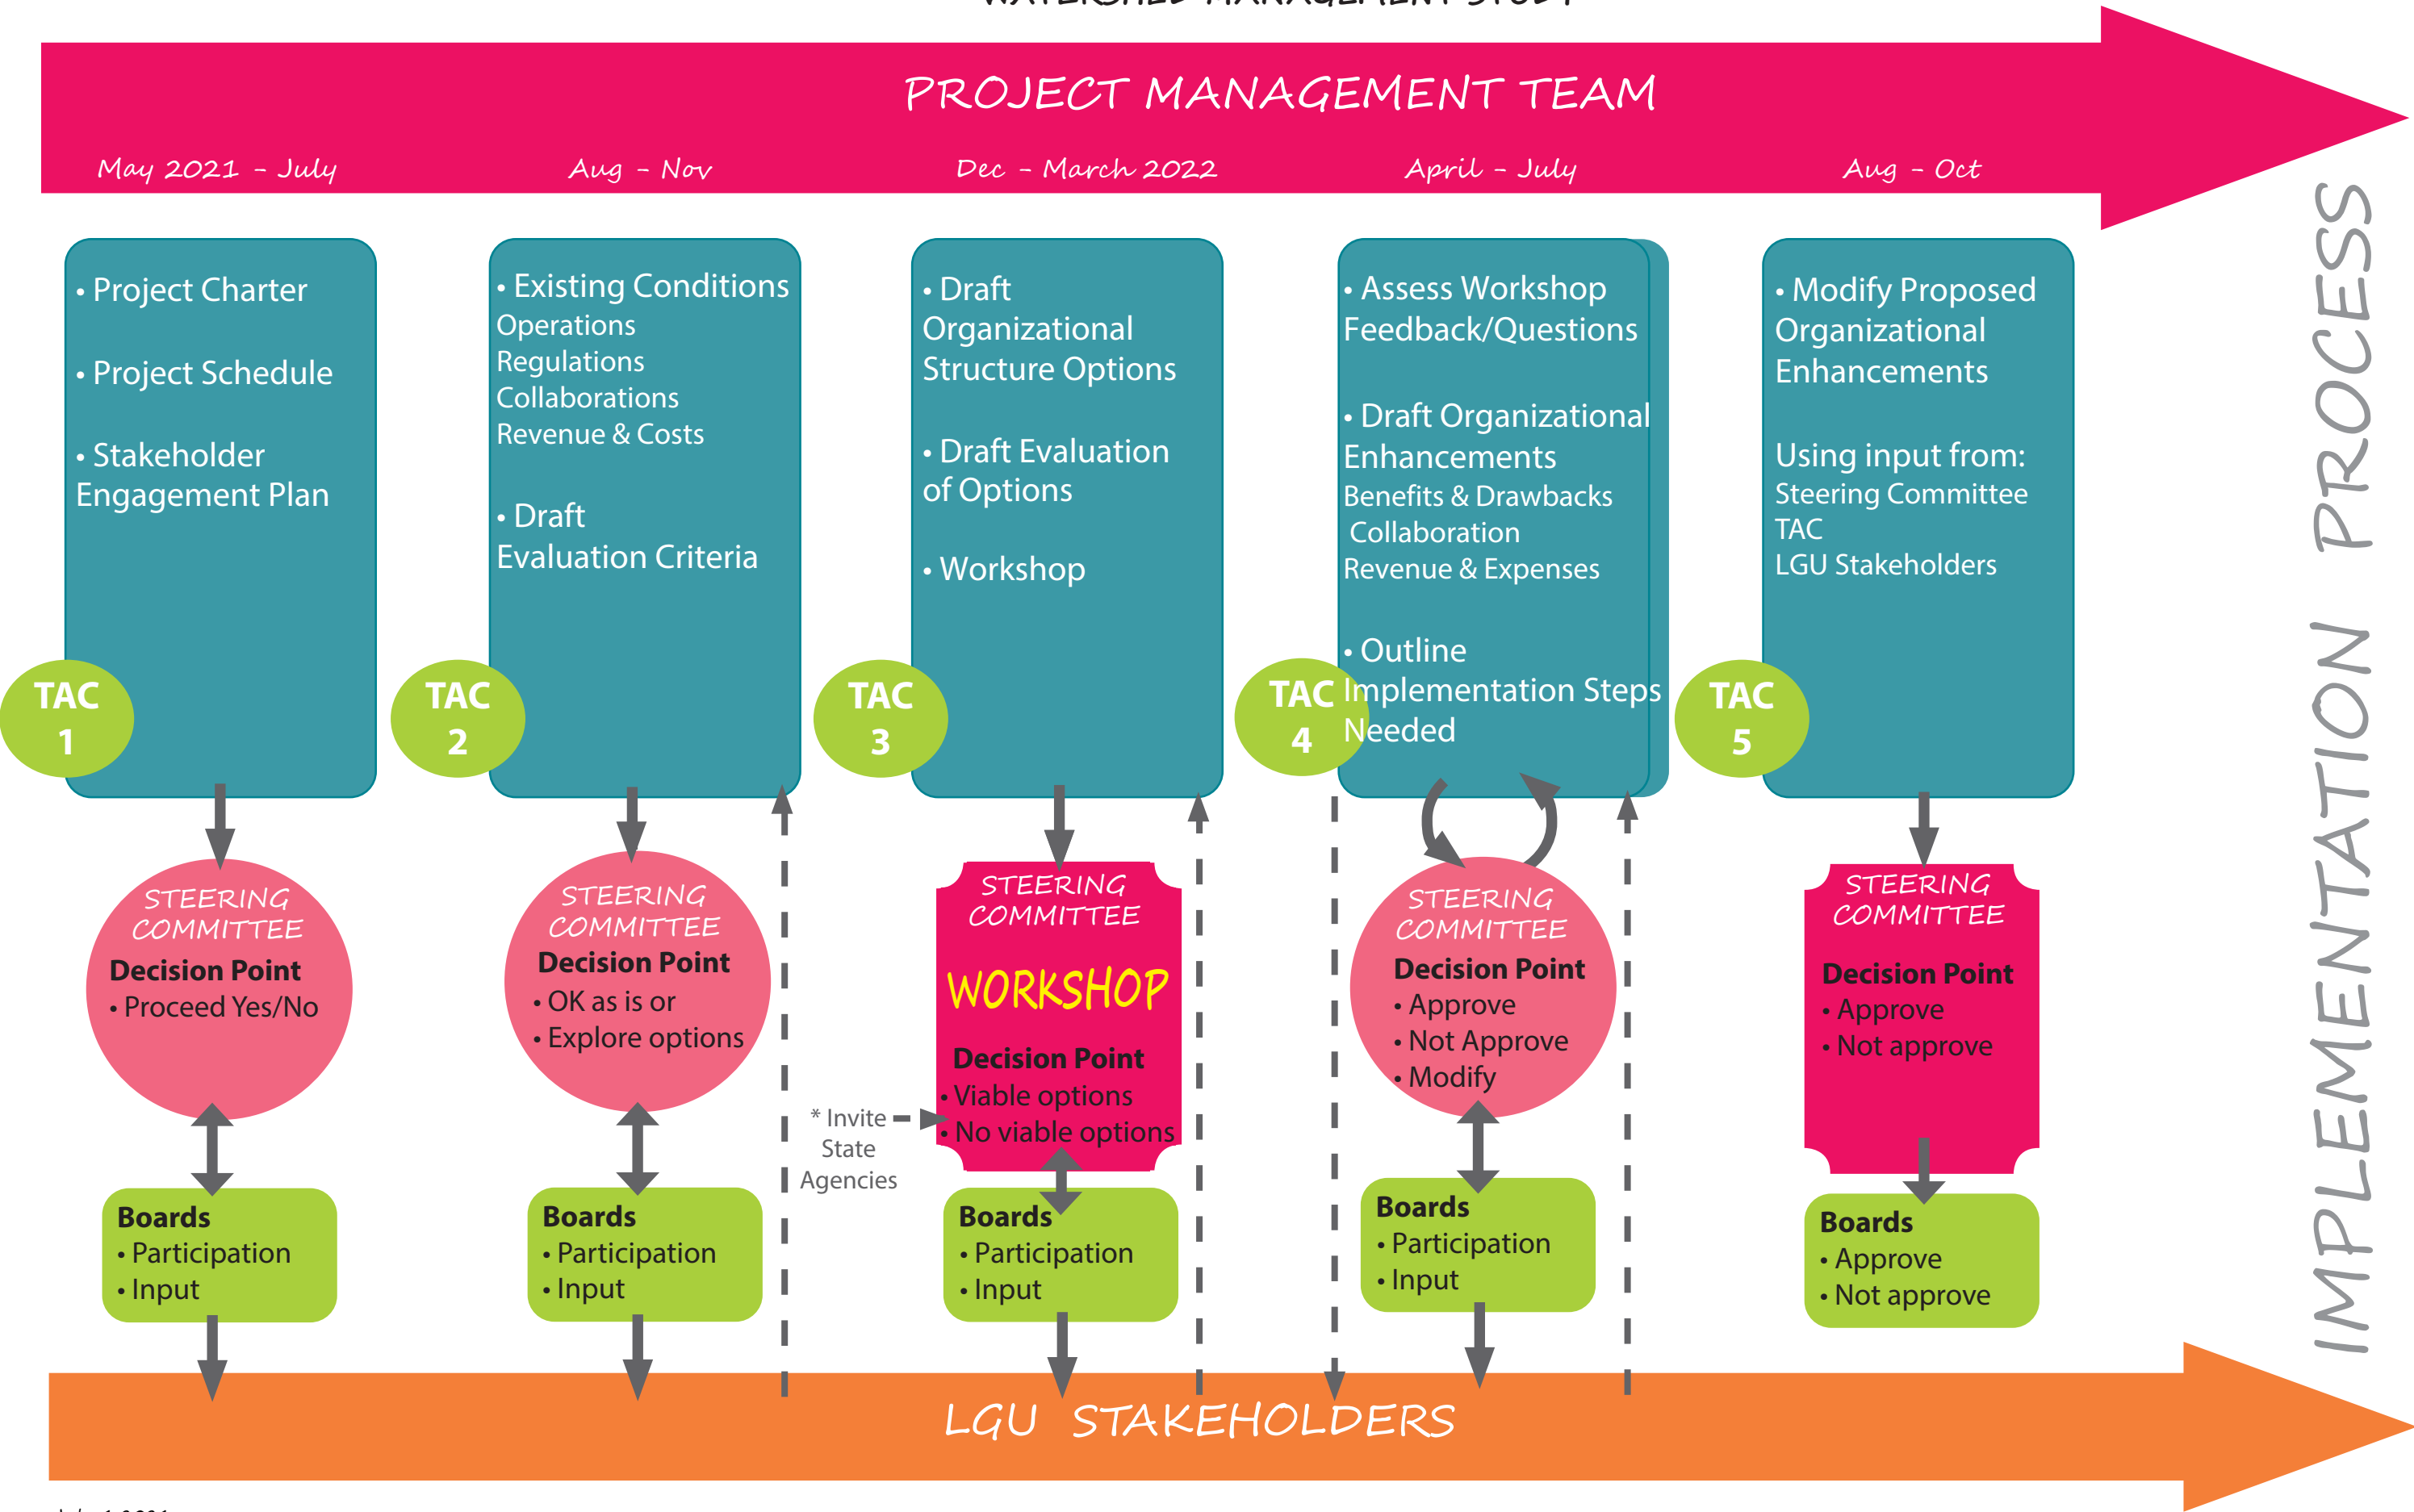 WATERSHED MANAGEMENT STUDY
PROJECT MANAGEMENT TEAM
May 2021 - July
Aug - Nov
Dec - March 2022
April - July
Aug - Oct
• Project Charter
• Project Schedule
• Stakeholder
Engagement Plan
TAC
1
• Existing Conditions
Operations
Regulations
Collaborations
Revenue & Costs
• Draft
Evaluation Criteria
TAC
2
• Draft
Organizational
Structure Options
• Draft Evaluation
of Options
• Workshop
TAC
3
• Assess Workshop
Feedback/Questions
• Draft Organizational
Enhancements
Benefits & Drawbacks
Collaboration
Revenue & Expenses
• Outline
Implementation Steps
Needed
TAC
4
• Modify Proposed
Organizational
Enhancements
Using input from:
Steering Committee
TAC
LGU Stakeholders
TAC
5
STEERING
COMMITTEE
Decision Point
• Proceed Yes/No
STEERING
COMMITTEE
Decision Point
• OK as is or
• Explore options
STEERING
COMMITTEE
WORKSHOP
Decision Point
• Viable options
• No viable options
* Invite
State
Agencies
STEERING
COMMITTEE
Decision Point
• Approve
• Not Approve
• Modify
STEERING
COMMITTEE
Decision Point
• Approve
• Not approve
Boards
• Participation
• Input
Boards
• Participation
• Input
Boards
• Participation
• Input
Boards
• Participation
• Input
Boards
• Approve
• Not approve
LGU STAKEHOLDERS
IMPLEMENTATION PROCESS